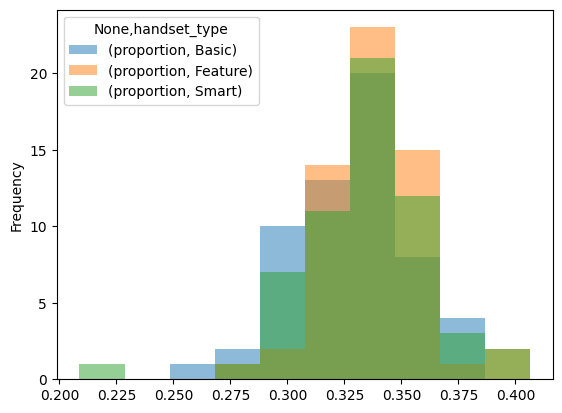 None,handset_type
(proportion, Basic)
(proportion, Feature)
(proportion, Smart)
Frequency
20
15
10
5
0
0.200 0.225 0.250 0.275 0.300 0.325 0.350 0.375 0.400